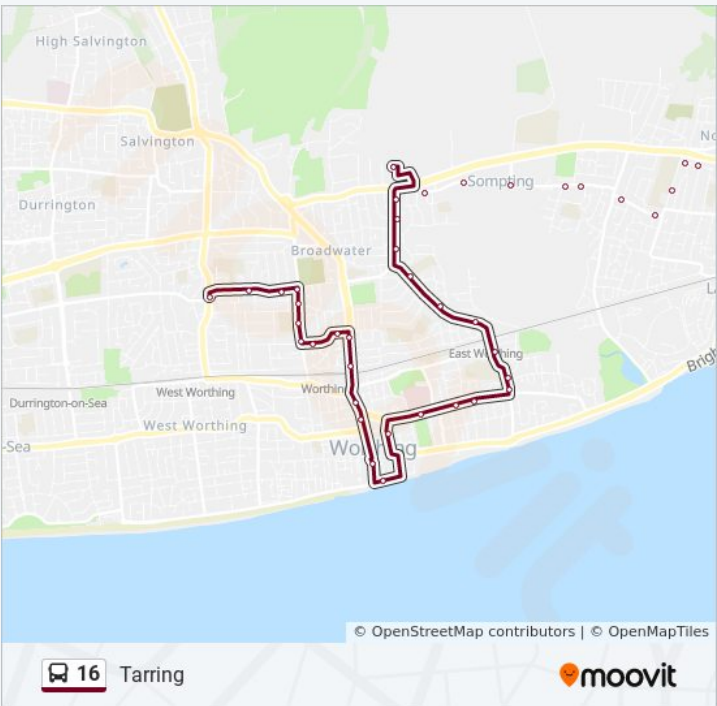 High Salvington
Salvington
No
Sompting
Durrington
Broadwater
L
East Worthing
Brigh
West Worthing
Worthing
Durrington-on-Sea
West Worthing
-Sea
Worthing
© OpenStreetMap contributors | © OpenMapTiles
16 Tarring
moovit